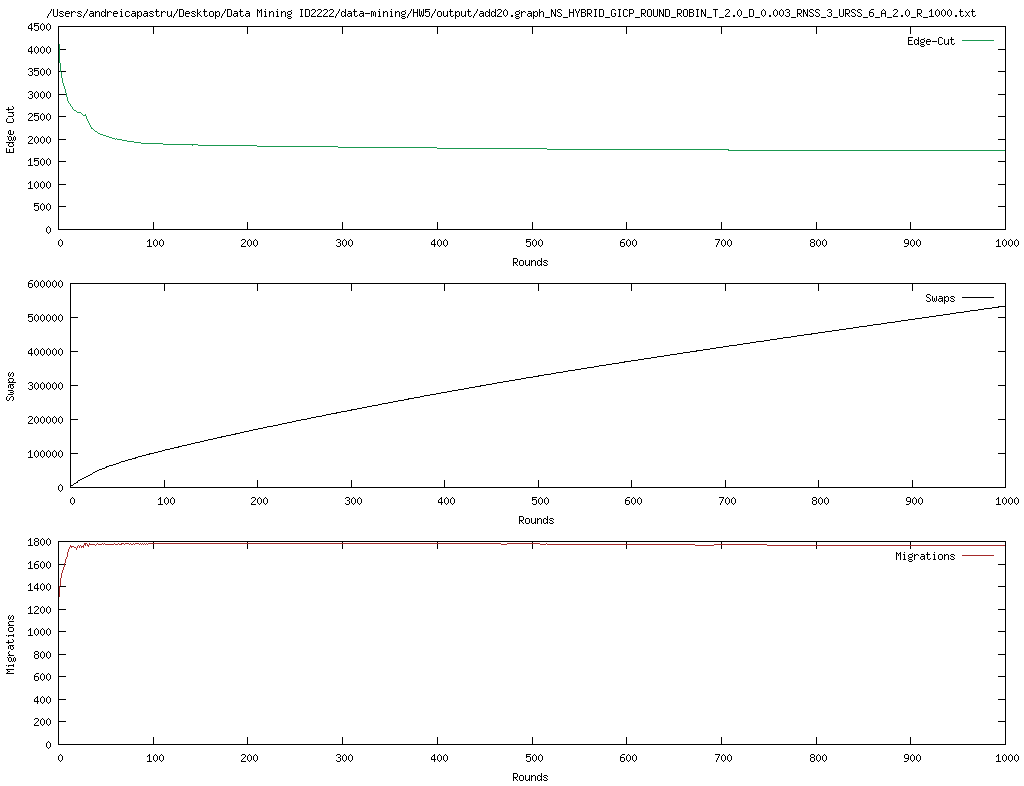 /Users/andreicapastru/Desktop/Data Mining ID2222/data-mining/HW5/output/add20.graph_NS_HYBRID_GICP_ROUND_ROBIN_T_2.0_D_0.003_RNSS_3_URSS_6_A_2.0_R_1000.txt
4500
4000
3500
3000
2500
2000
1500
1000
500
0
Edge Cut
Edge-Cut
0 100 200 300 400 500 600 700 800 900 1000
Rounds
600000
500000
400000
300000
200000
100000
0
Swaps
Swaps
0 100 200 300 400 500 600 700 800 900 1000
Rounds
1800
1600
1400
1200
1000
800
600
400
200
0
Migrations
Migrations
0 100 200 300 400 500 600 700 800 900 1000
Rounds